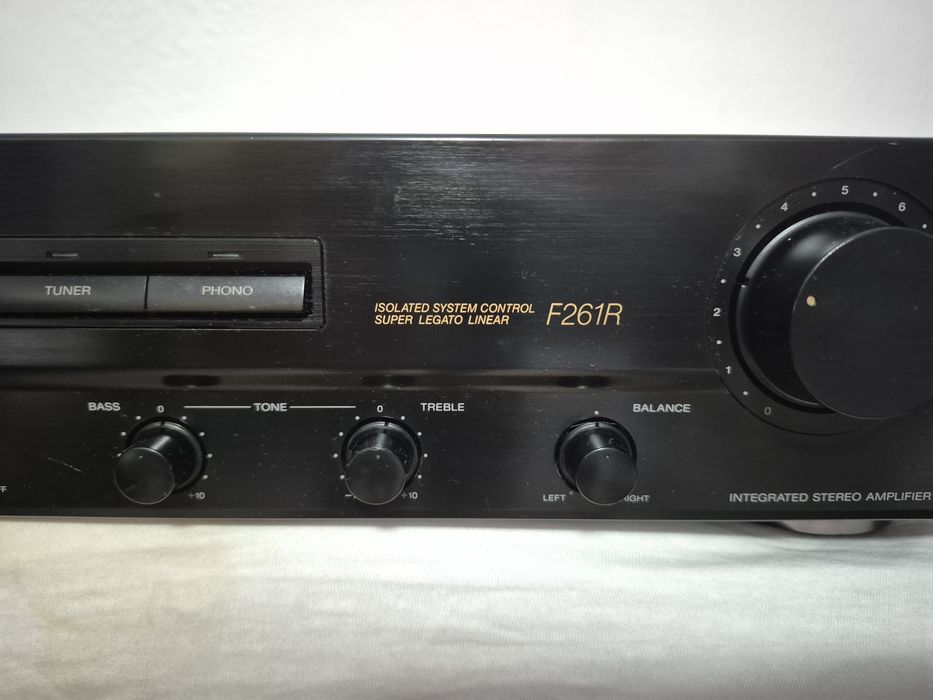 5
4
6
3
TUNER
PHONO
ISOLATED SYSTEM CONTROL
SUPER LEGATO LINEAR
F261R
2
1
BASS
0
TONE
0
TREBLE
BALANCE
0
+10
+10
LEFT
RIGHT
INTEGRATED STEREO AMPLIFIER